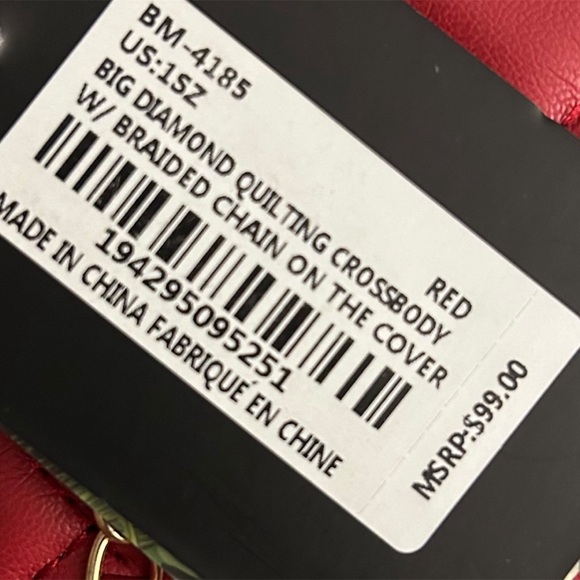 BM-4185
US:1SZ RED
BIG DIAMOND QUILTING CROSSBODY
W/ BRAIDED CHAIN ON THE COVER
194295095251
MADE IN CHINA FABRIQUÉ EN CHINE
MSRP:$99.00